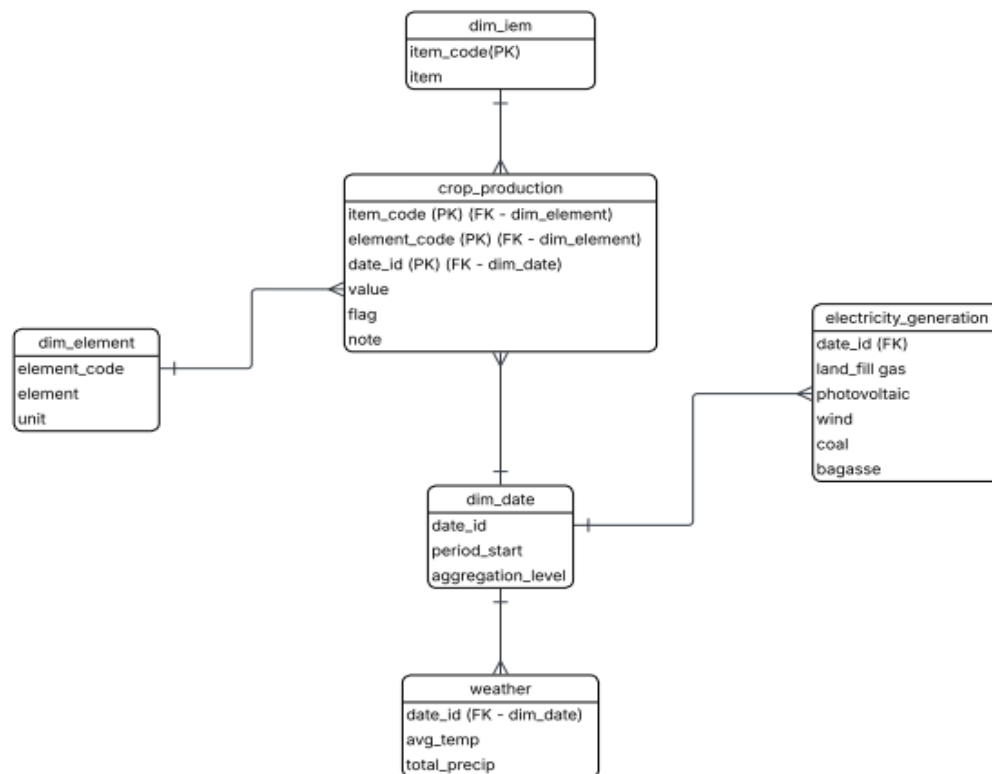 dim_iem
item_code(PK)
item
crop_production
item_code (PK) (FK - dim_element)
element_code (PK) (FK - dim_element)
date_id (PK) (FK - dim_date)
value
flag
note
dim_element
element_code
element
unit
electricity_generation
date_id (FK)
land_fill gas
photovoltaic
wind
coal
bagasse
dim_date
date_id
period_start
aggregation_level
weather
date_id (FK - dim_date)
avg_temp
total_precip